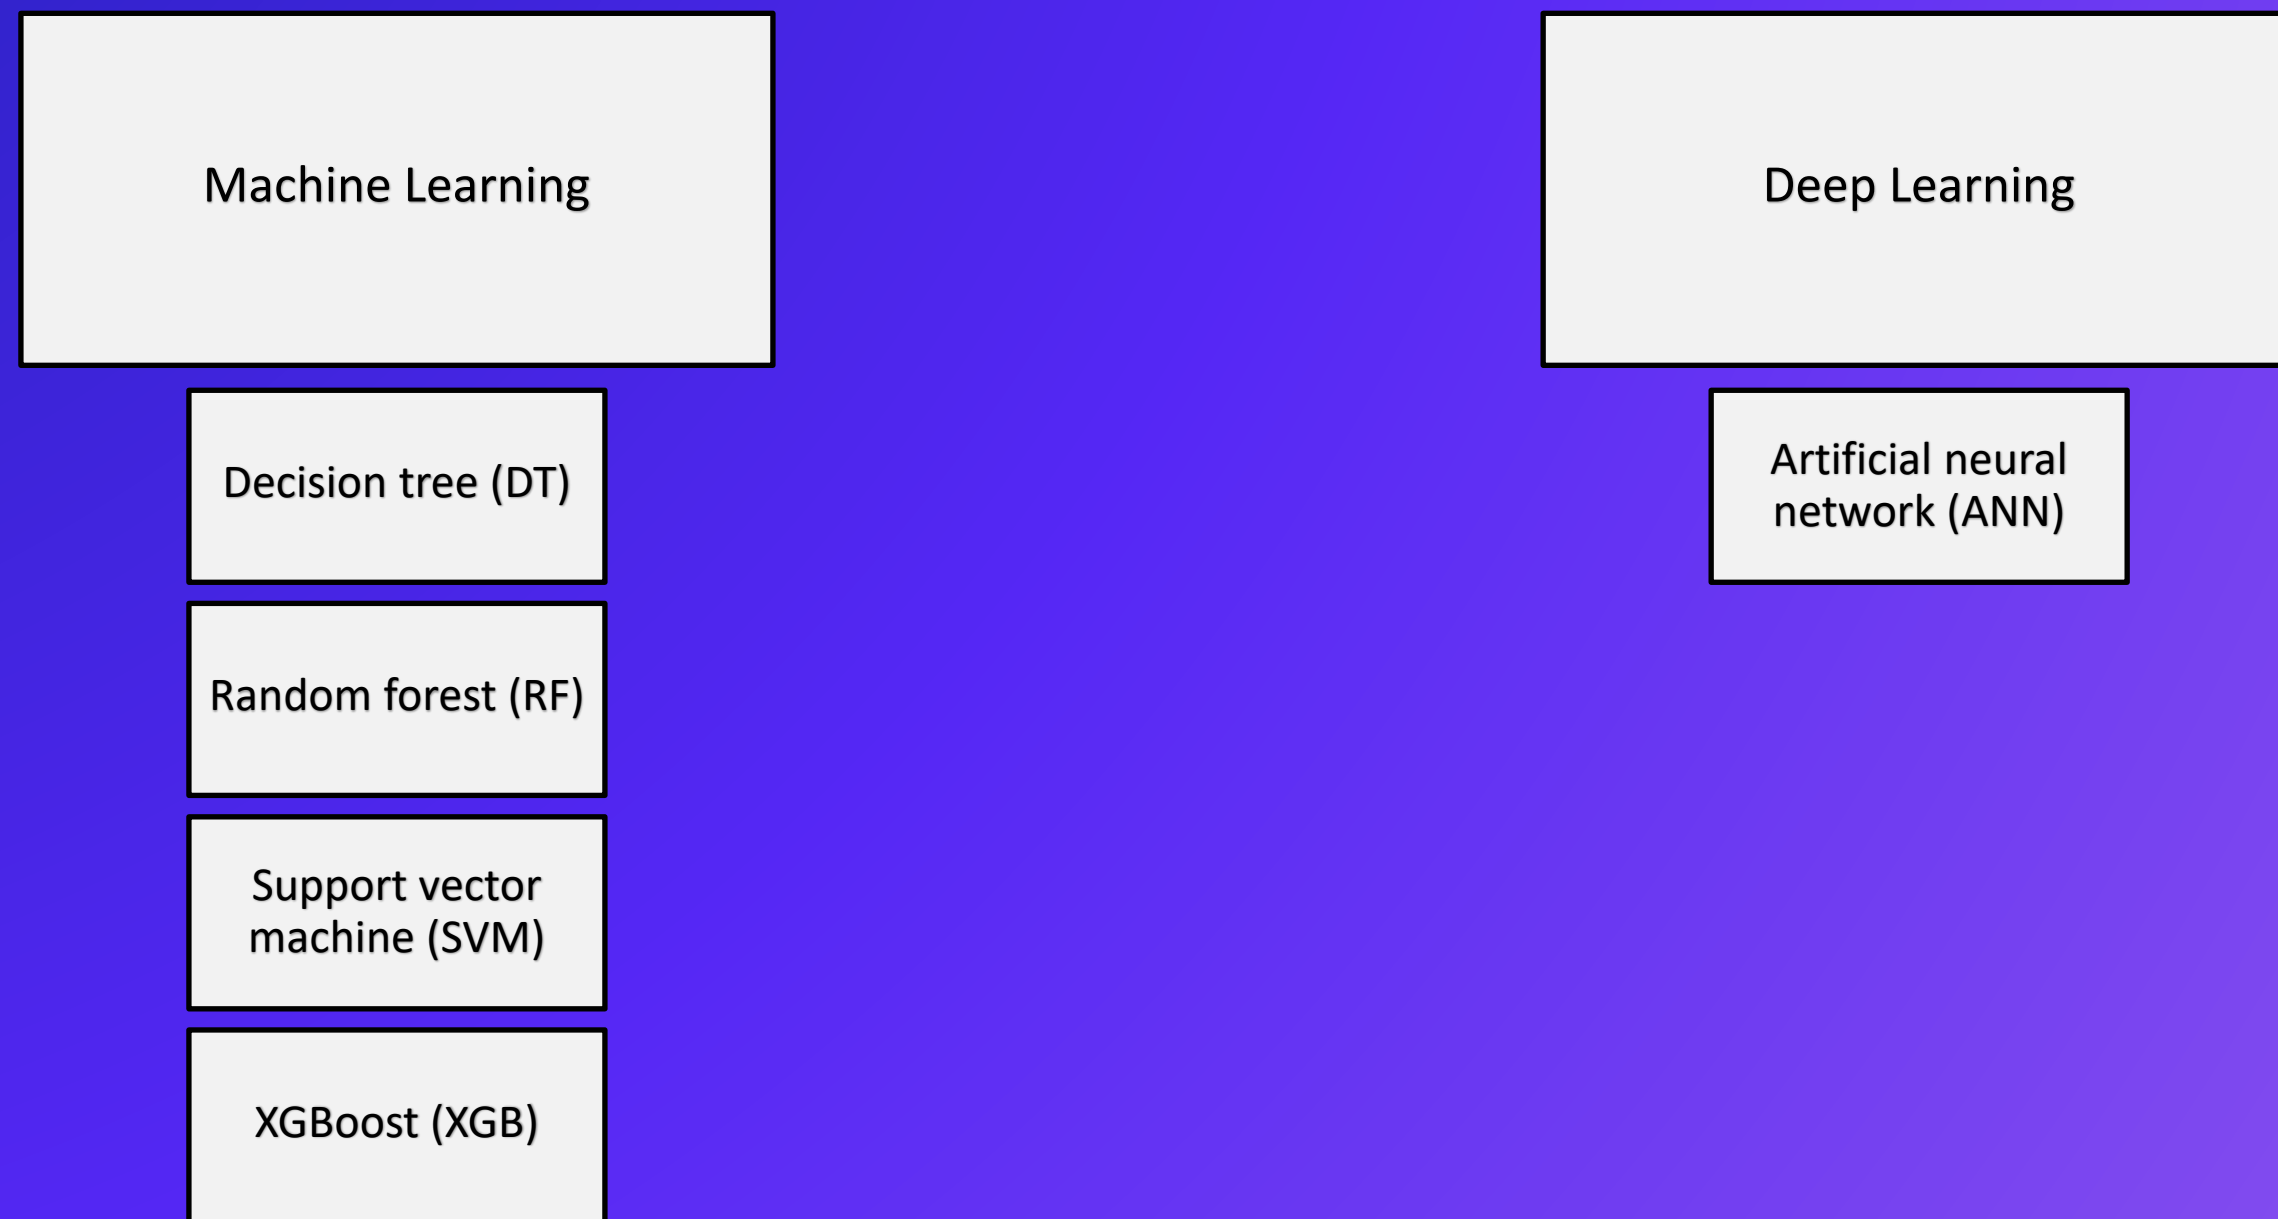 Machine Learning
Decision tree (DT)
Random forest (RF)
Support vector
machine (SVM)
XGBoost (XGB)
Deep Learning
Artificial neural
network (ANN)